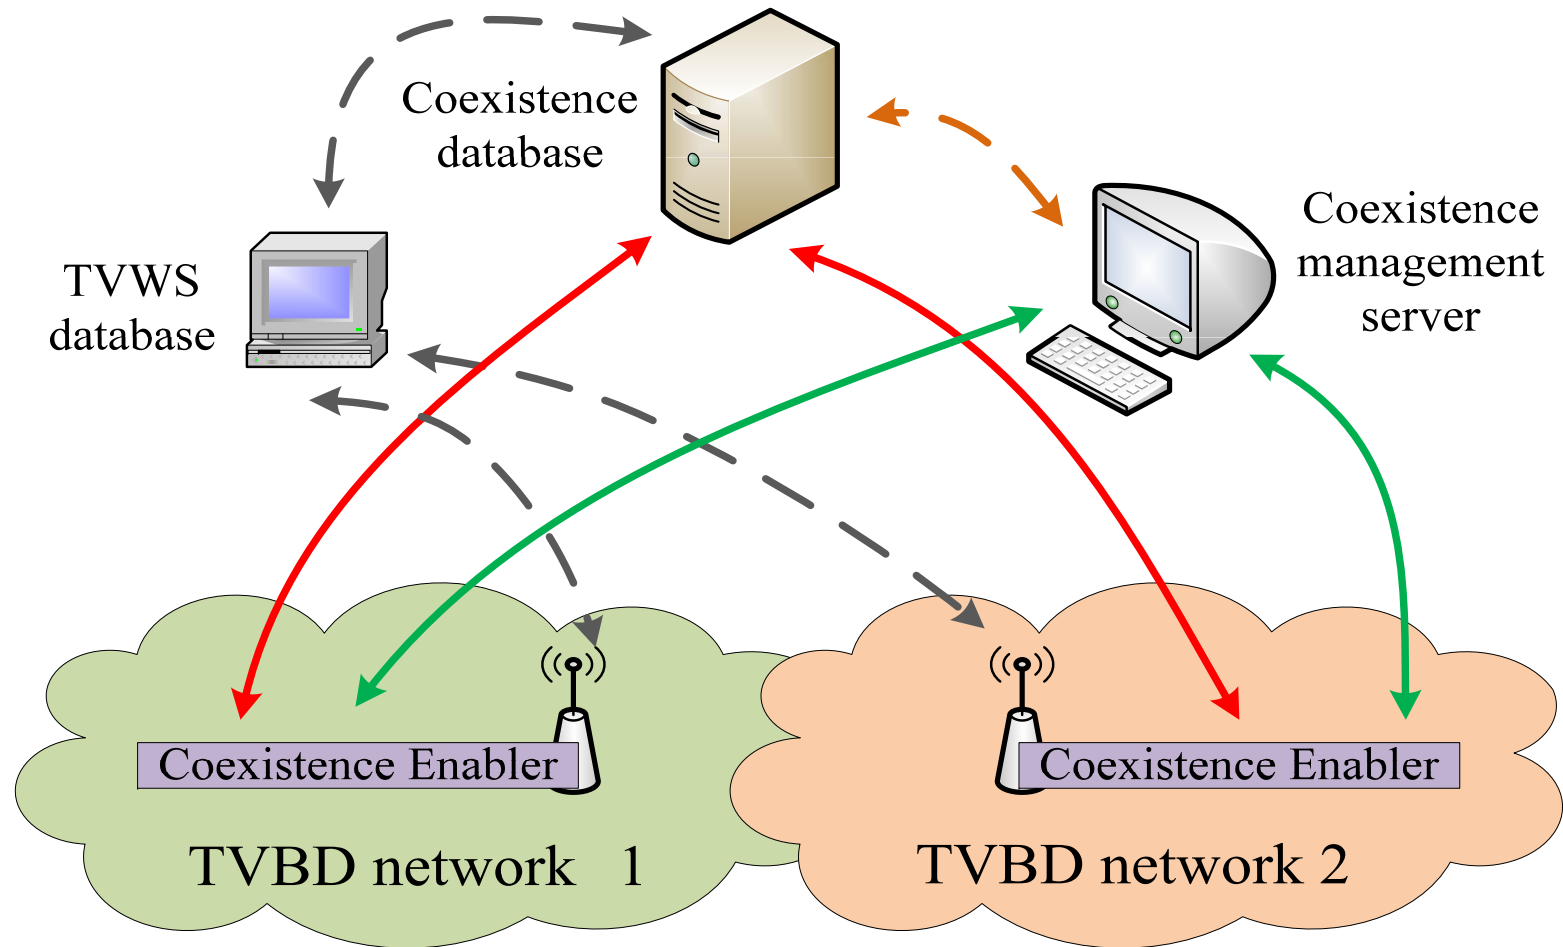 Coexistence
database
TVWS
database
Coexistence
management
server
Coexistence Enabler
Coexistence Enabler
TVBD network 1
TVBD network 2